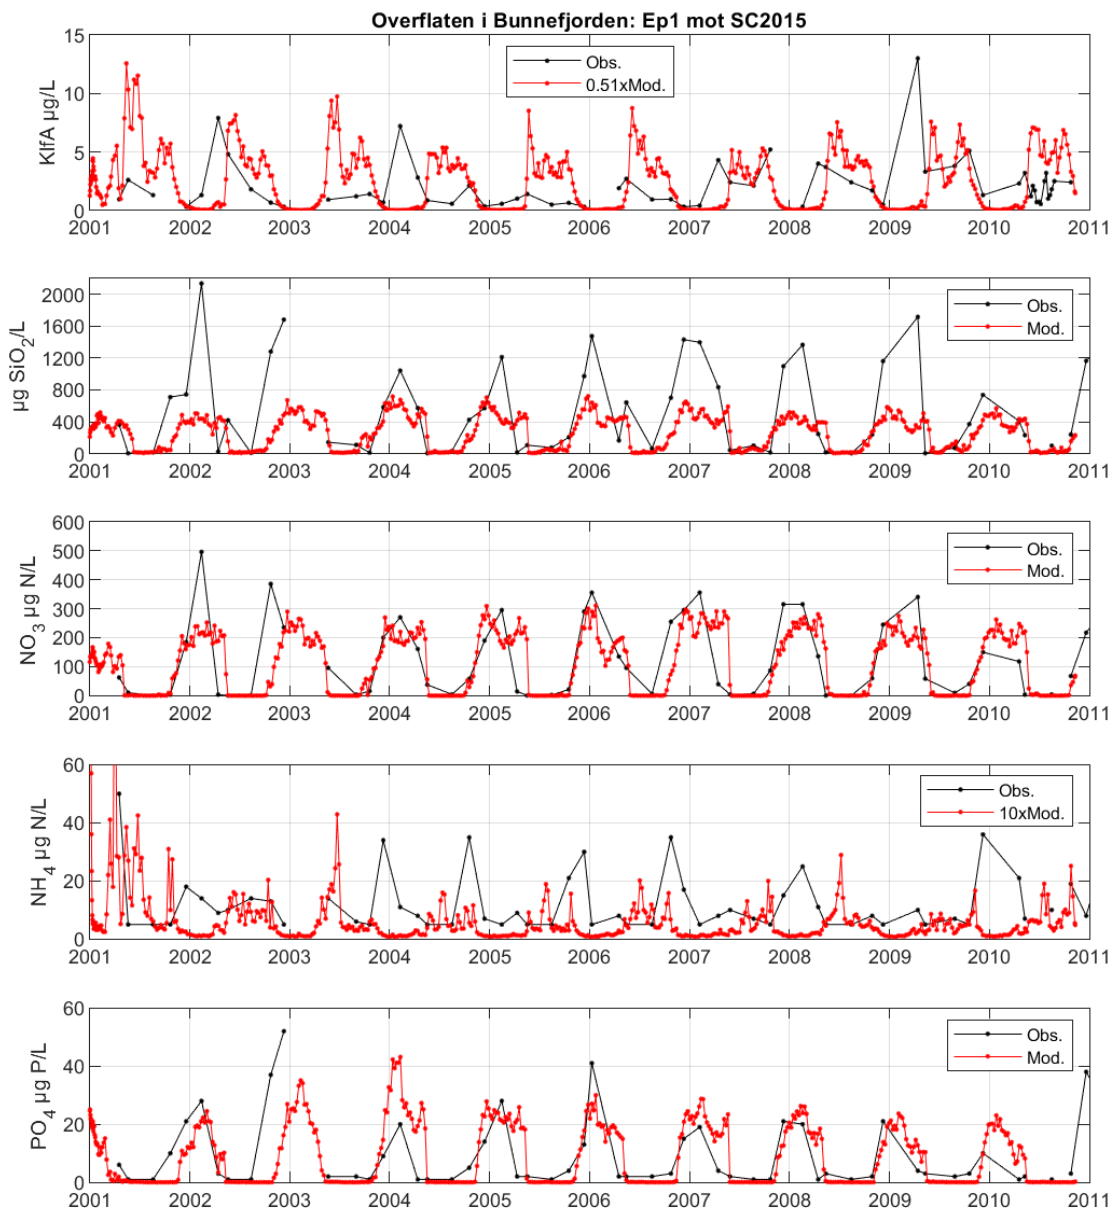 Overflaten i Bunnefjorden: Ep1 mot SC2015
KlfA µg/L
15
10
5
0
Obs.
0.51xMod.
2001 2002 2003 2004 2005 2006 2007 2008 2009 2010 2011
µg SiO2/L
2000
1600
1200
800
400
0
Obs.
Mod.
2001 2002 2003 2004 2005 2006 2007 2008 2009 2010 2011
NO3 µg N/L
600
500
400
300
200
100
0
Obs.
Mod.
2001 2002 2003 2004 2005 2006 2007 2008 2009 2010 2011
NH4 µg N/L
60
40
20
0
Obs.
10xMod.
2001 2002 2003 2004 2005 2006 2007 2008 2009 2010 2011
PO4 µg P/L
60
40
20
0
Obs.
Mod.
2001 2002 2003 2004 2005 2006 2007 2008 2009 2010 2011